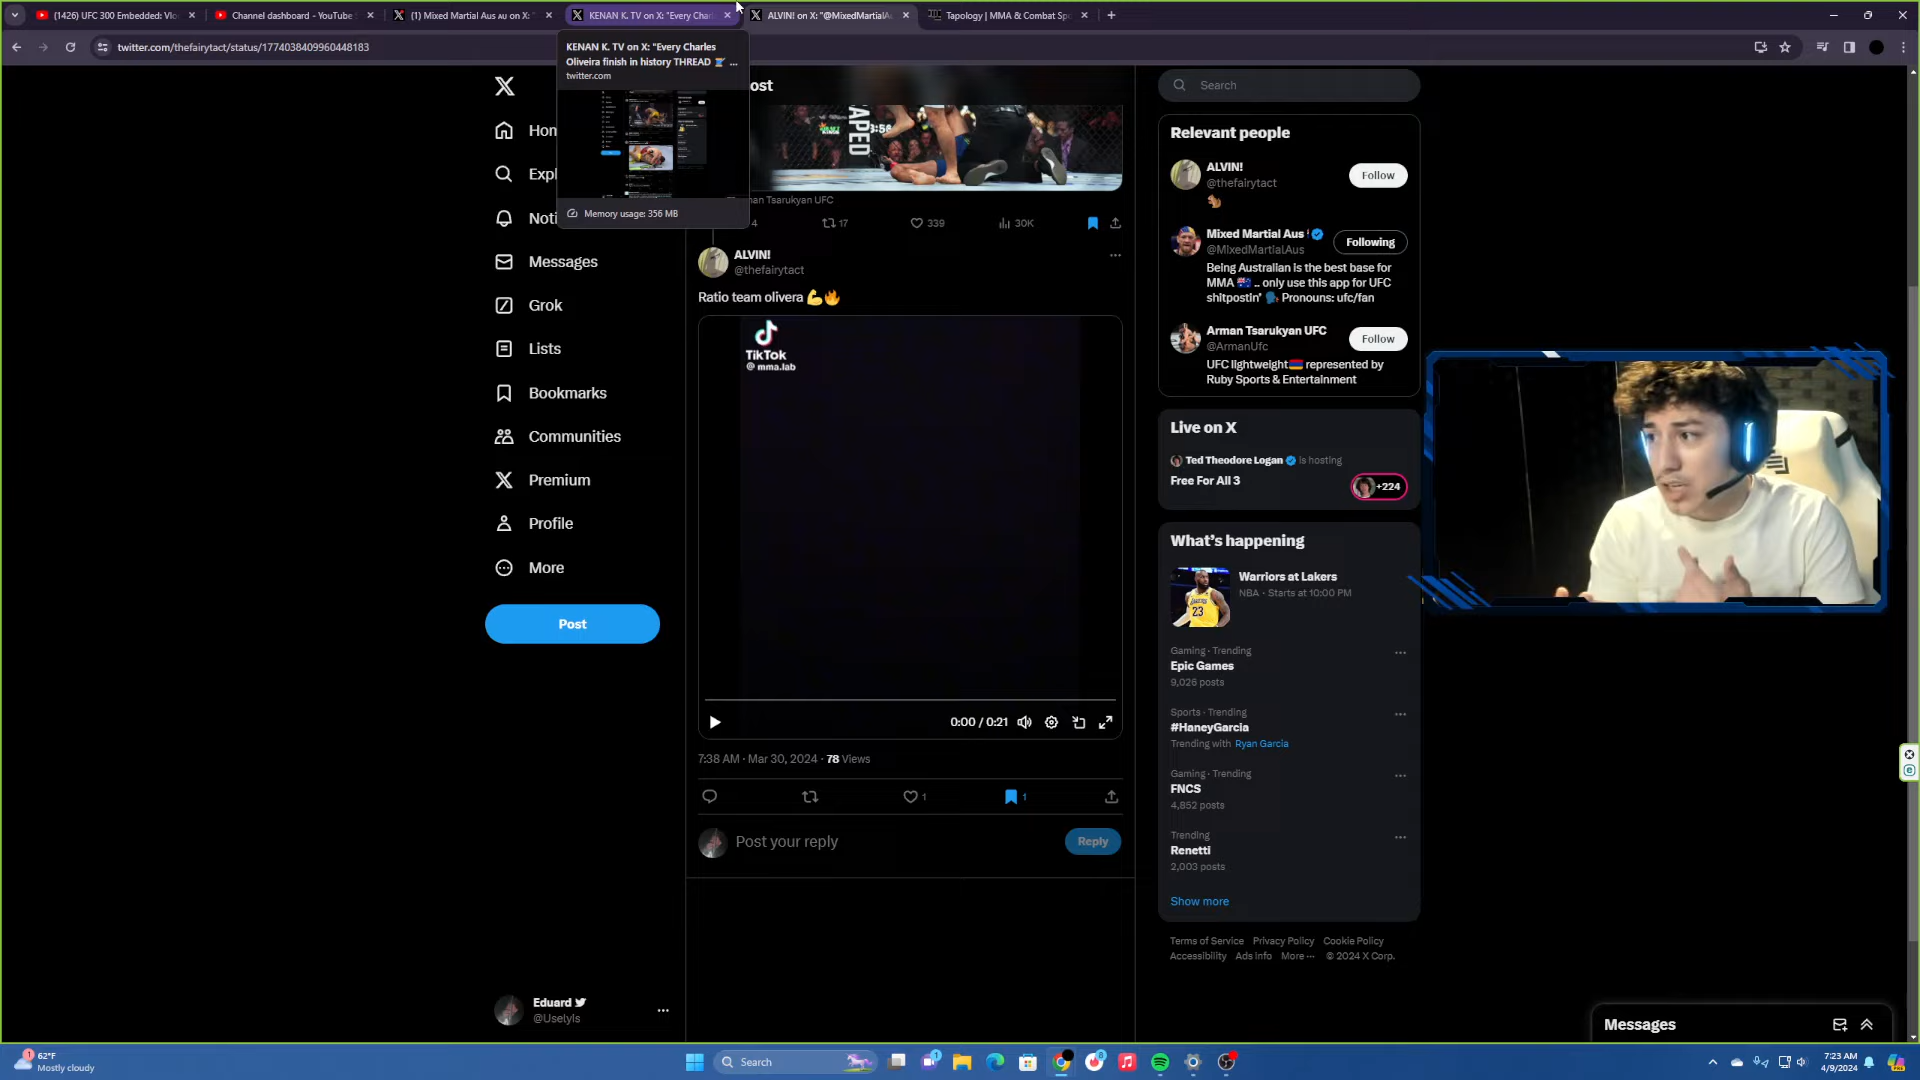 (1426) UFC 300 Embedded: Vlo
Channel dashboard - YouTube
(1) Mixed Martial Aus AU on X: "
KENAN K. TV on X: "Every Charl
ALVIN! on X: "@MixedMartialA
Tapology | MMA & Combat Sp
twitter.com/thefairytact/status/1774038409960448183
KENAN K. TV on X: "Every Charles
Oliveira finish in history THREAD 🧵 ...
twitter.com
Memory usage: 356 MB
ost
Search
Hon
Expl
Noti
Messages
Grok
Lists
Bookmarks
Communities
Premium
Profile
More
Post
Eduard
@Uselyls
APED
3:56
man Tsarukyan UFC
4
17
339
30K
ALVIN!
@thefairytact
Ratio team olivera 💪🔥
TikTok
@ mma.lab
0:00 / 0:21
7:38 AM · Mar 30, 2024 · 78 Views
1
1
Post your reply
Reply
Relevant people
ALVIN!
@thefairytact
Follow
🐿️
Mixed Martial Aus
@MixedMartialAus
Following
Being Australian is the best base for
MMA 🇦🇺 .. only use this app for UFC
shitpostin' 🗣️ Pronouns: ufc/fan
Arman Tsarukyan UFC
@ArmanUfc
Follow
UFC lightweight🇦🇲 represented by
Ruby Sports & Entertainment
Live on X
Ted Theodore Logan is hosting
Free For All 3
+224
What's happening
Warriors at Lakers
NBA · Starts at 10:00 PM
23
Gaming · Trending
Epic Games
9,026 posts
Sports · Trending
#HaneyGarcia
Trending with Ryan Garcia
Gaming · Trending
FNCS
4,852 posts
Trending
Renetti
2,003 posts
Show more
Terms of Service Privacy Policy Cookie Policy
Accessibility Ads info More ··· © 2024 X Corp.
Messages
1
62°F
Mostly cloudy
Search
1
7:23 AM
4/9/2024